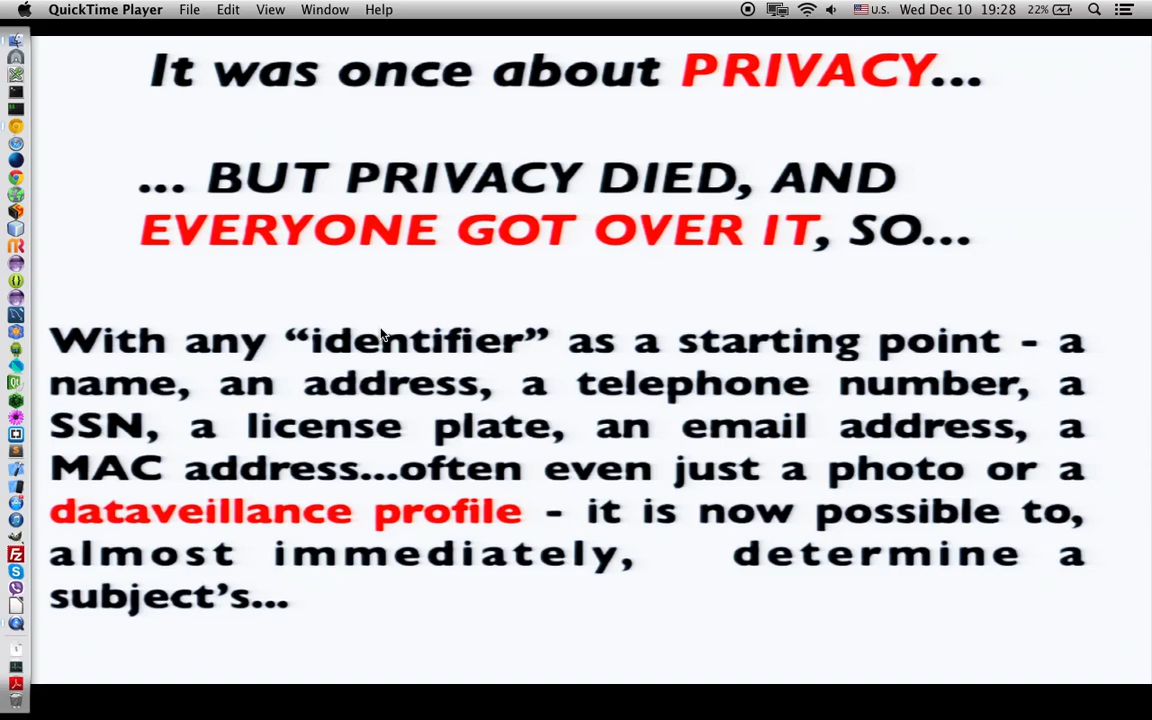 QuickTime Player File Edit View Window Help U.S. Wed Dec 10 19:28 22%
It was once about PRIVACY...
... BUT PRIVACY DIED, AND
EVERYONE GOT OVER IT, SO...
With any “identifier” as a starting point - a
name, an address, a telephone number, a
SSN, a license plate, an email address, a
MAC address...often even just a photo or a
dataveillance profile - it is now possible to,
almost immediately, determine a
subject’s...